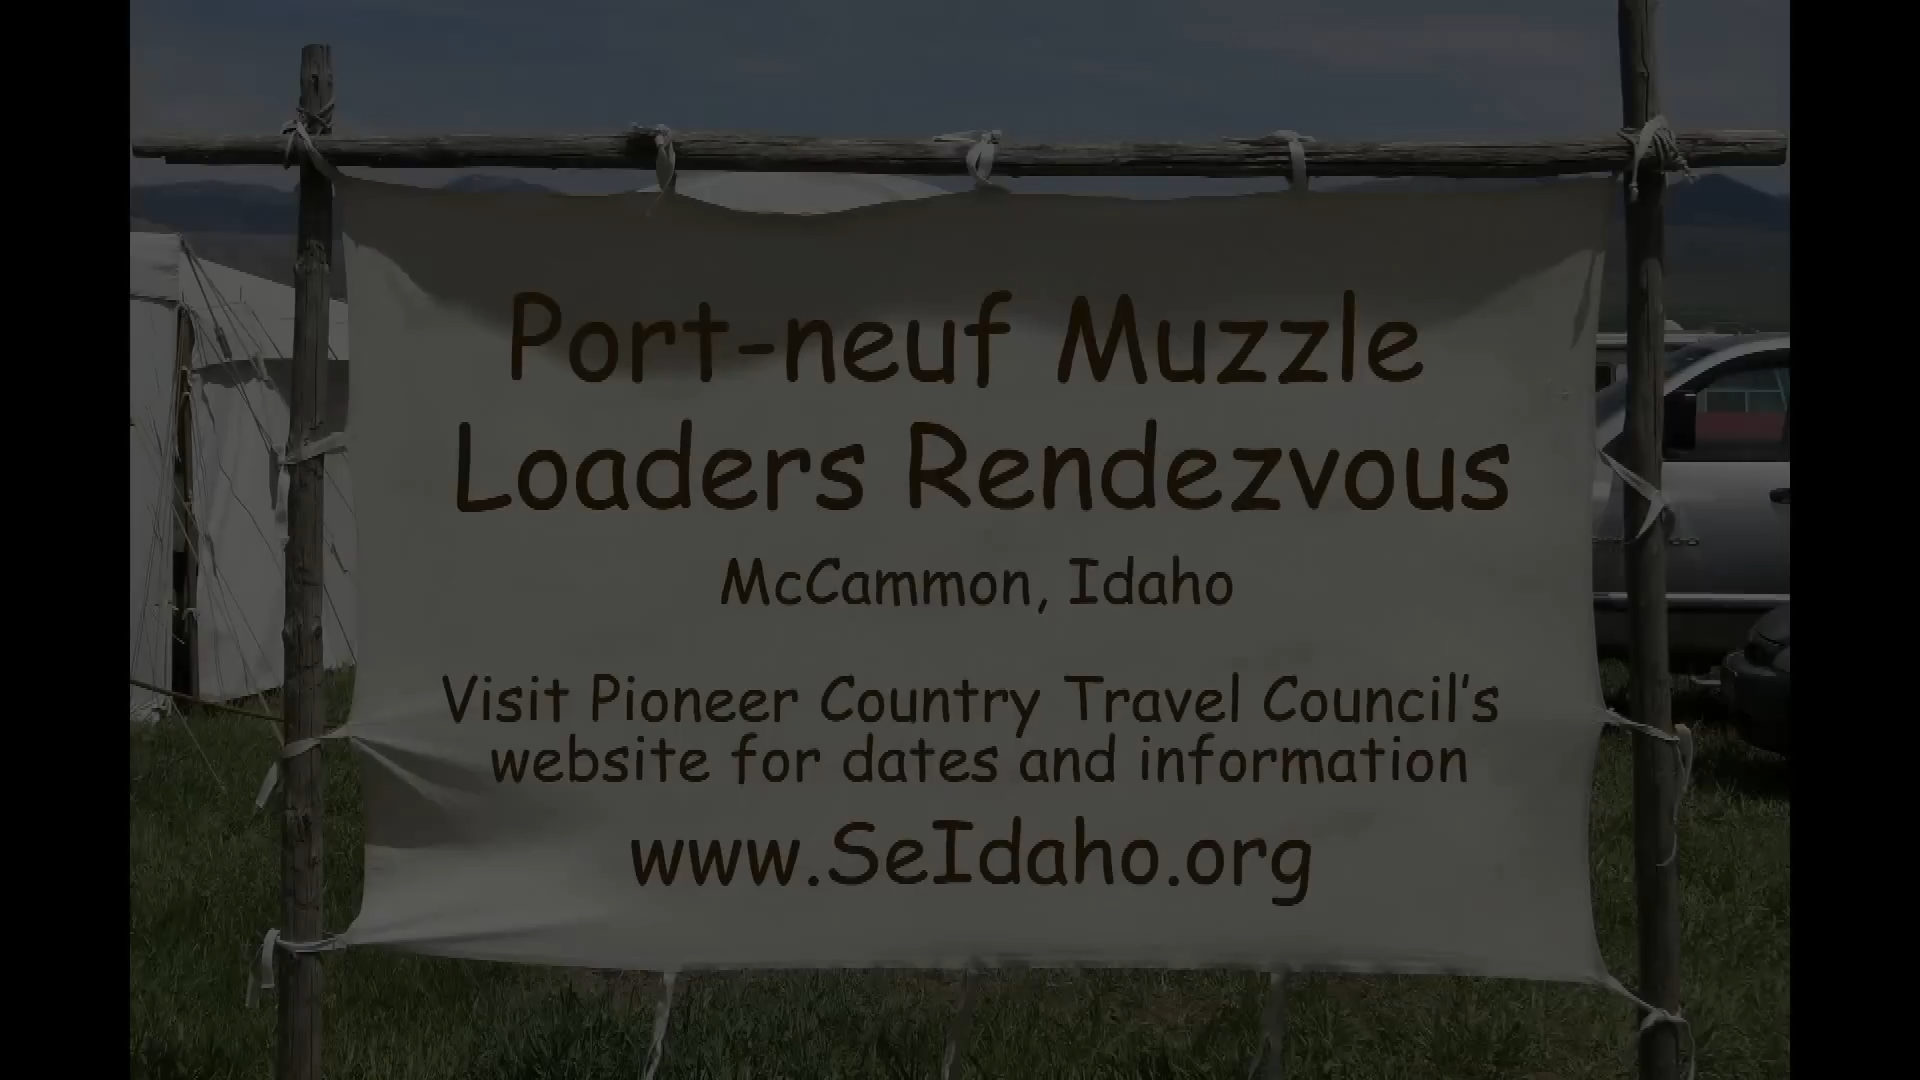 Port-neuf Muzzle
Loaders Rendezvous
McCammon, Idaho
Visit Pioneer Country Travel Council's
website for dates and information
www.SeIdaho.org